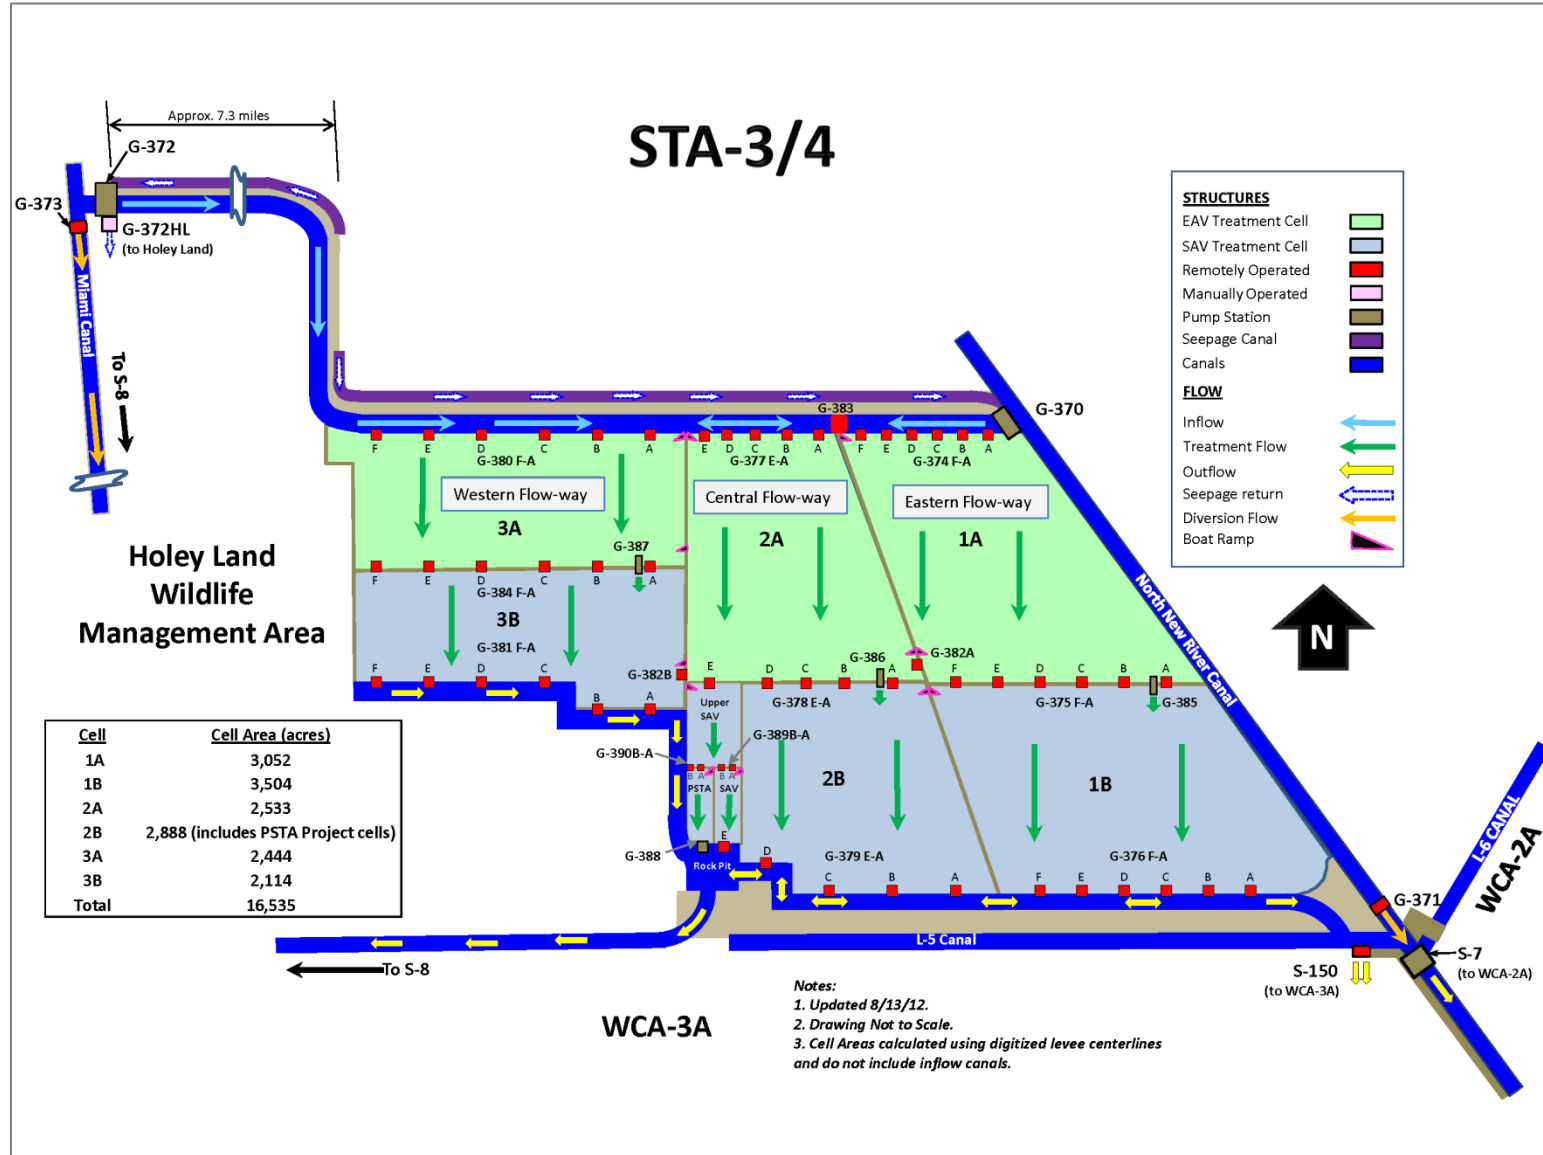 STA-3/4
Approx. 7.3 miles
G-372
G-373
G-372HL
(to Holey Land)
Miami Canal
To S-8
STRUCTURES
EAV Treatment Cell
SAV Treatment Cell
Remotely Operated
Manually Operated
Pump Station
Seepage Canal
Canals
FLOW
Inflow
Treatment Flow
Outflow
Seepage return
Diversion Flow
Boat Ramp
N
G-383
G-370
F E D C B A
E D C B A
F E D C B A
G-380 F-A
G-377 E-A
G-374 F-A
Western Flow-way
Central Flow-way
Eastern Flow-way
3A
2A
1A
G-387
F E D C B A
G-384 F-A
3B
G-381 F-A
F E D C
B A
Holey Land
Wildlife
Management Area
North New River Canal
G-382B
G-386
G-382A
E D C B A
F E D C B A
G-378 E-A
G-375 F-A
G-385
Upper
SAV
G-389B-A
G-390B-A
B A B A
PSTA SAV
2B
1B
G-388
E
D
Rock Pit
G-379 E-A
G-376 F-A
C B A
F E D C B A
Cell Cell Area (acres)
1A 3,052
1B 3,504
2A 2,533
2B 2,888 (includes PSTA Project cells)
3A 2,444
3B 2,114
Total 16,535
L-6 CANAL
WCA-2A
G-371
L-5 Canal
S-7
(to WCA-2A)
S-150
(to WCA-3A)
To S-8
WCA-3A
Notes:
1. Updated 8/13/12.
2. Drawing Not to Scale.
3. Cell Areas calculated using digitized levee centerlines
and do not include inflow canals.